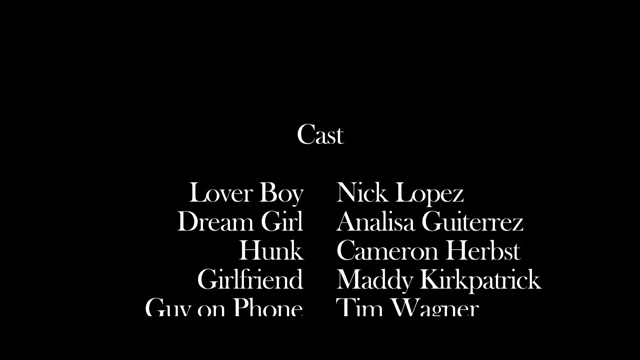 Cast
Lover Boy Nick Lopez
Dream Girl Analisa Guiterrez
Hunk Cameron Herbst
Girlfriend Maddy Kirkpatrick
Guy on Phone Tim Wagner